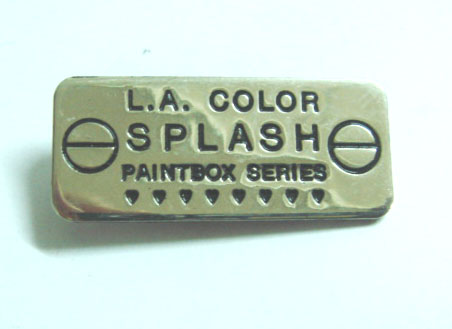 L.A. COLOR
SPLASH
PAINTBOX SERIES